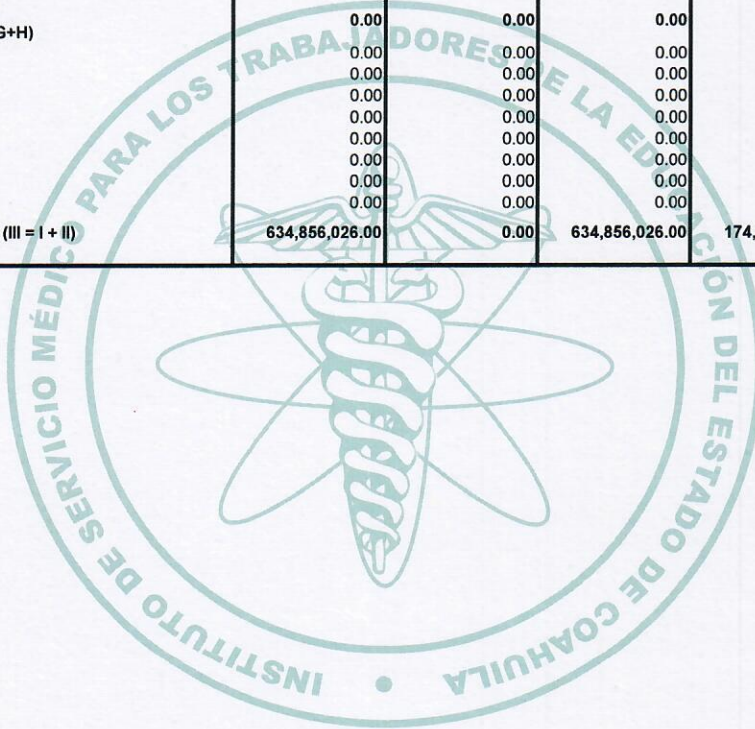 G+H) 0.00 0.00 0.00
0.00 0.00 0.00
0.00 0.00 0.00
0.00 0.00 0.00
0.00 0.00 0.00
0.00 0.00 0.00
0.00 0.00 0.00
0.00 0.00 0.00
0.00 0.00 0.00
(III = I + II) 634,856,026.00 0.00 634,856,026.00 174,
INSTITUTO DE SERVICIO MÉDICO PARA LOS TRABAJADORES DE LA EDUCACIÓN DEL ESTADO DE COAHUILA